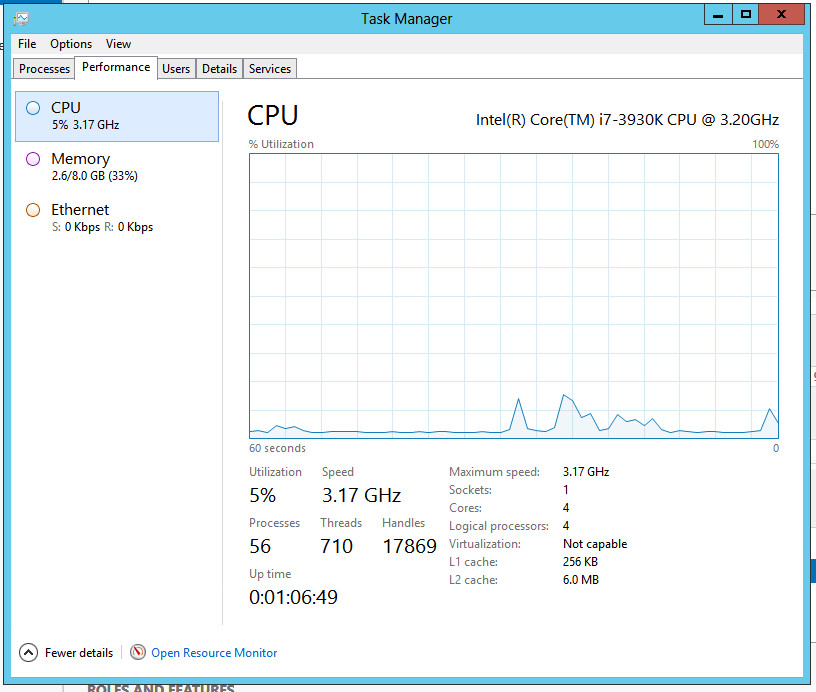 Task Manager
File Options View
Processes Performance Users Details Services
CPU
5% 3.17 GHz
Memory
2.6/8.0 GB (33%)
Ethernet
S: 0 Kbps R: 0 Kbps
CPU Intel(R) Core(TM) i7-3930K CPU @ 3.20GHz
% Utilization 100%
60 seconds 0
Utilization Speed
5% 3.17 GHz
Processes Threads Handles
56 710 17869
Up time
0:01:06:49
Maximum speed: 3.17 GHz
Sockets: 1
Cores: 4
Logical processors: 4
Virtualization: Not capable
L1 cache: 256 KB
L2 cache: 6.0 MB
Fewer details Open Resource Monitor
ROLES AND FEATURES